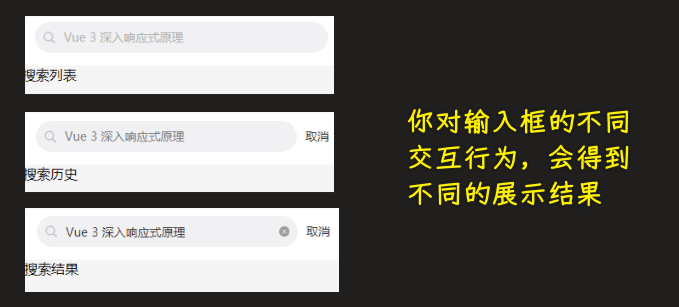 Vue 3 深入响应式原理
搜索列表
Vue 3 深入响应式原理 取消
搜索历史
Vue 3 深入响应式原理 取消
搜索结果
你对输入框的不同
交互行为，会得到
不同的展示结果